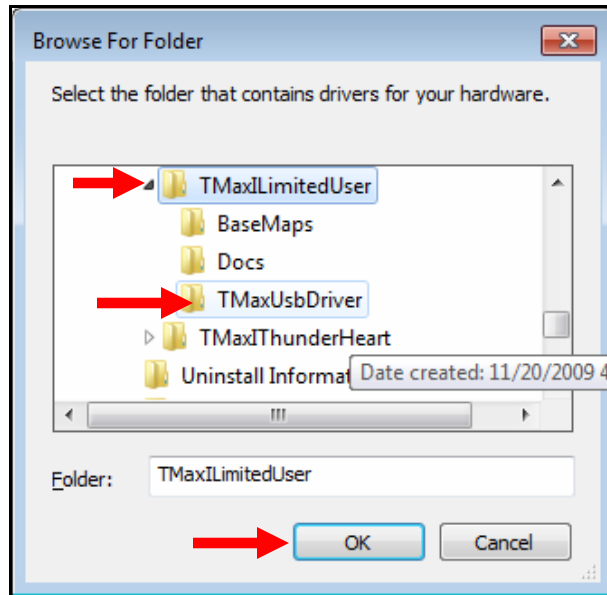 Browse For Folder
Select the folder that contains drivers for your hardware.
TMaxILimitedUser
BaseMaps
Docs
TMaxUsbDriver
TMaxIThunderHeart
Uninstall Informat
Date created: 11/20/2009 4
Folder: TMaxILimitedUser
OK Cancel